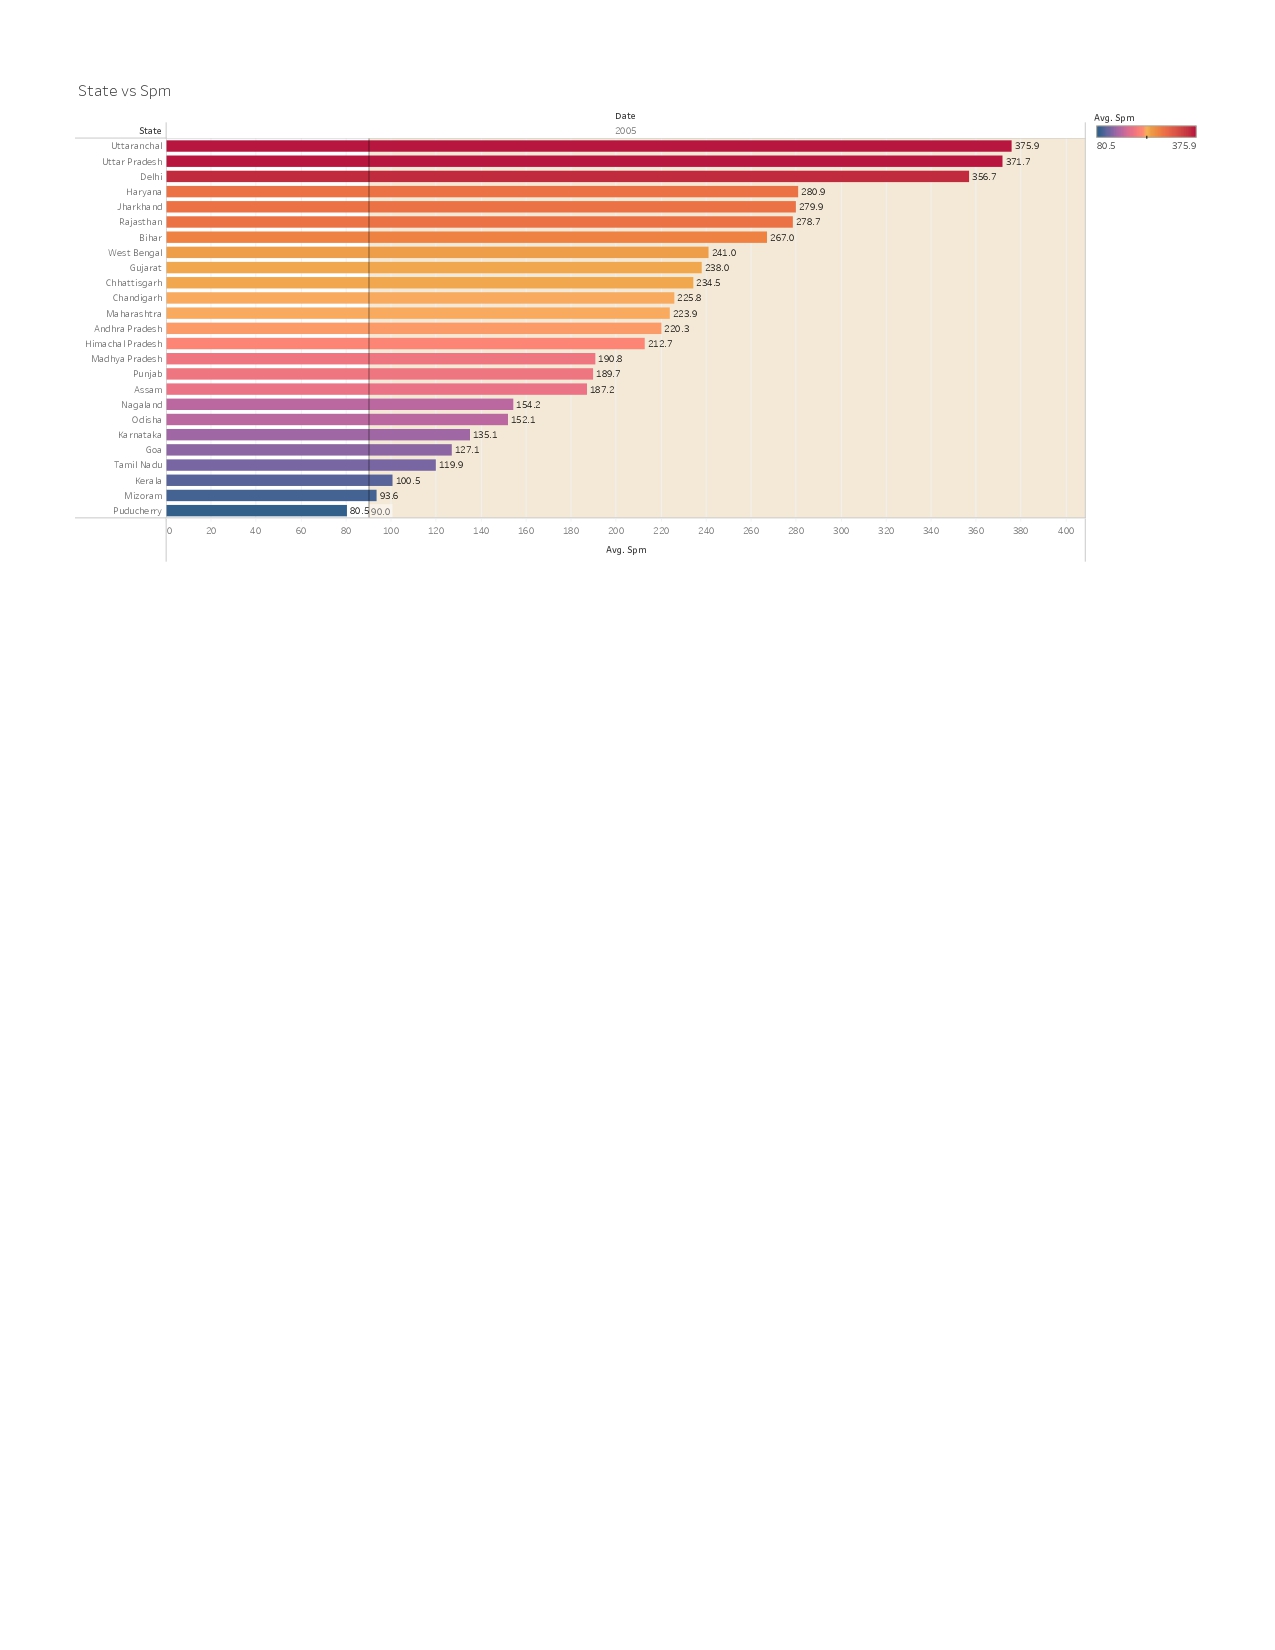 State vs Spm
Date
State 2005
Avg. Spm
80.5 375.9
Uttaranchal 375.9
Uttar Pradesh 371.7
Delhi 356.7
Haryana 280.9
Jharkhand 279.9
Rajasthan 278.7
Bihar 267.0
West Bengal 241.0
Gujarat 238.0
Chhattisgarh 234.5
Chandigarh 225.8
Maharashtra 223.9
Andhra Pradesh 220.3
Himachal Pradesh 212.7
Madhya Pradesh 190.8
Punjab 189.7
Assam 187.2
Nagaland 154.2
Odisha 152.1
Karnataka 135.1
Goa 127.1
Tamil Nadu 119.9
Kerala 100.5
Mizoram 93.6
Puducherry 80.5 90.0
0 20 40 60 80 100 120 140 160 180 200 220 240 260 280 300 320 340 360 380 400
Avg. Spm